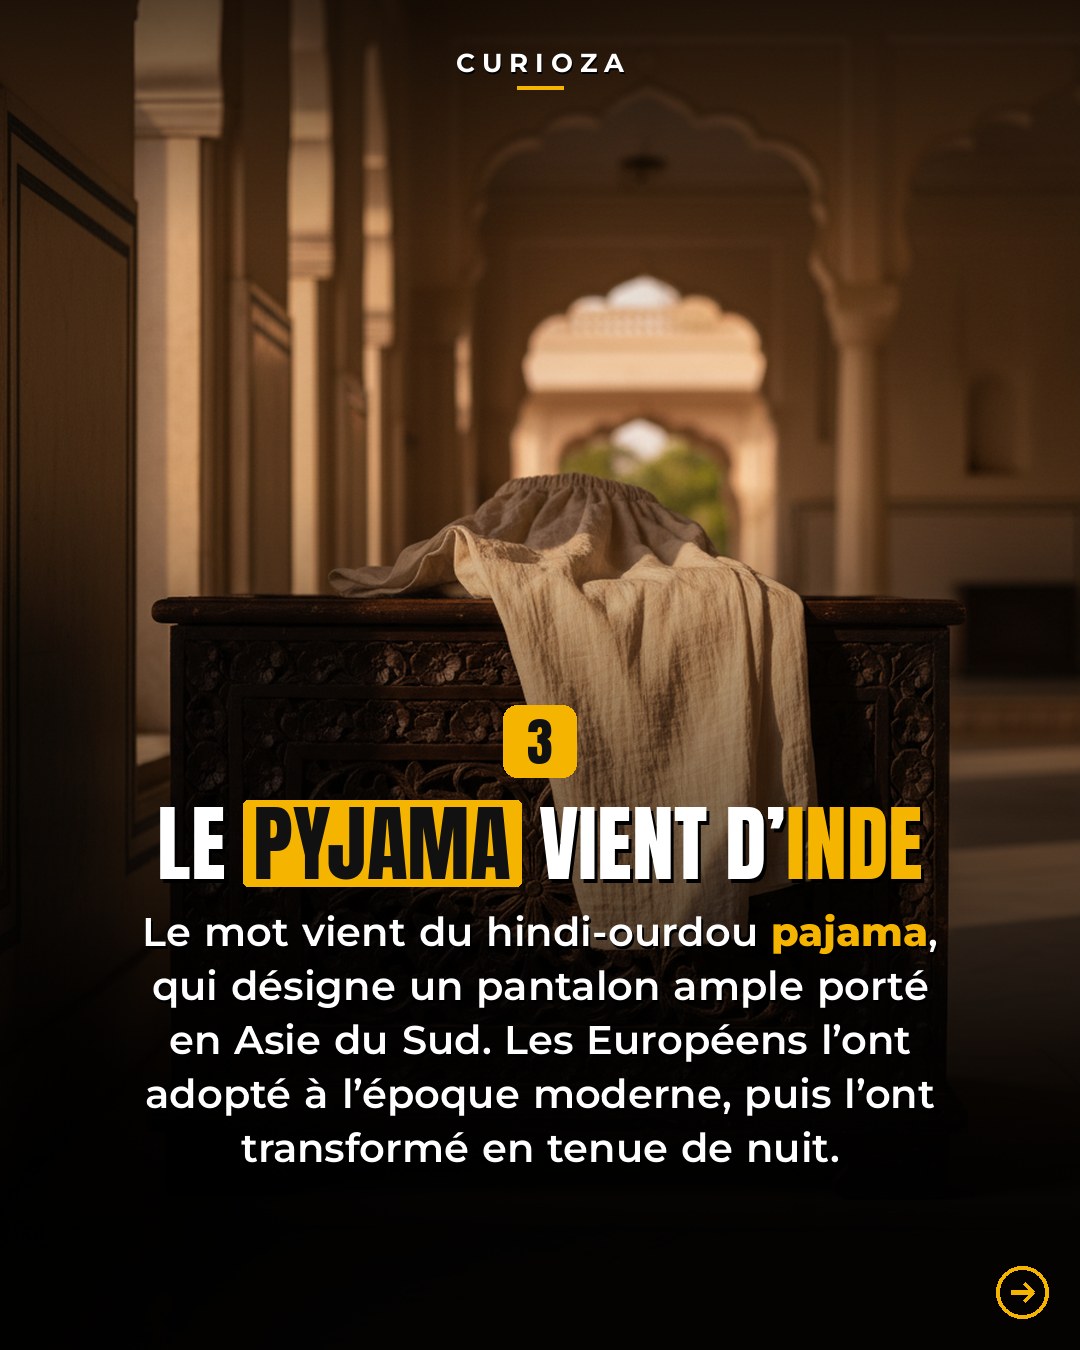 CURIOZA
3
LE PYJAMA VIENT D’INDE
Le mot vient du hindi-ourdou pajama,
qui désigne un pantalon ample porté
en Asie du Sud. Les Européens l’ont
adopté à l’époque moderne, puis l’ont
transformé en tenue de nuit.